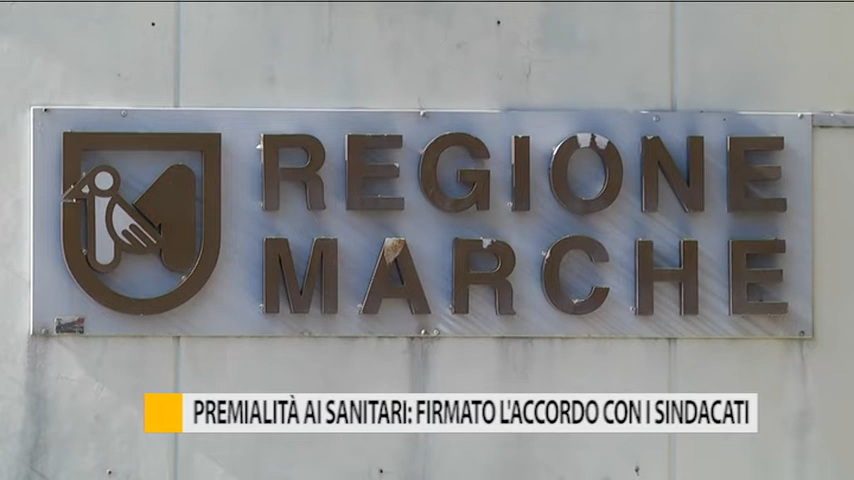 REGIONE
MARCHE
PREMIALITÀ AI SANITARI: FIRMATO L'ACCORDO CON I SINDACATI